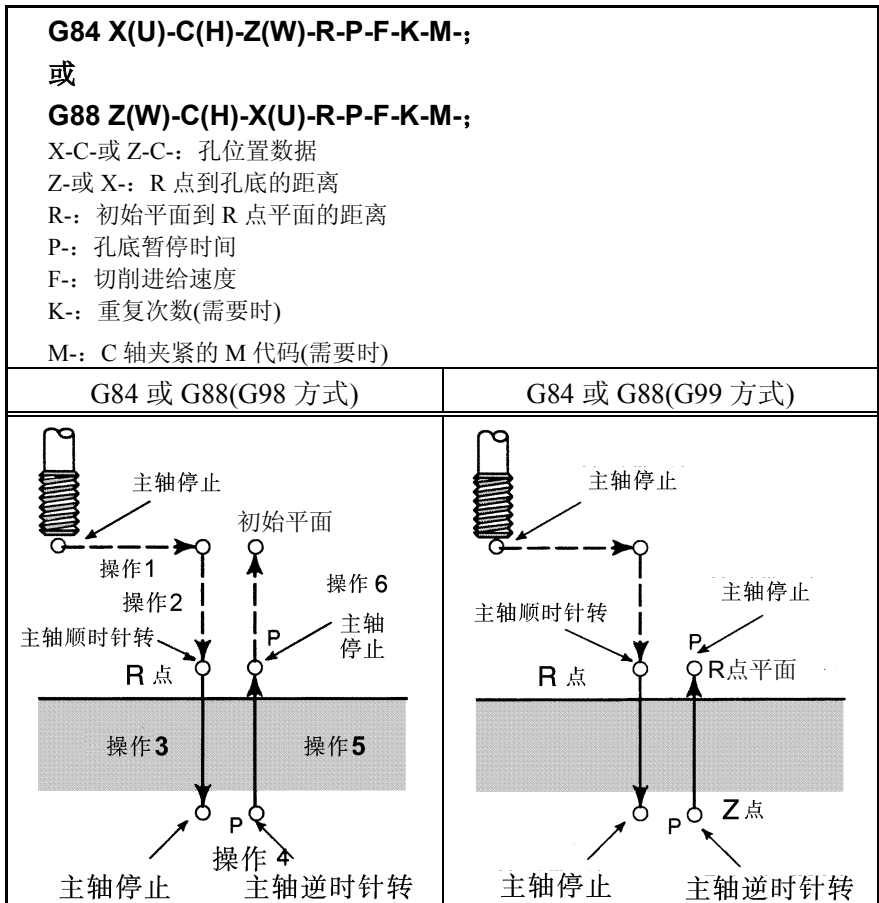 G84 X(U)-C(H)-Z(W)-R-P-F-K-M-；
或
G88 Z(W)-C(H)-X(U)-R-P-F-K-M-；
X-C-或 Z-C-：孔位置数据
Z-或 X-：R 点到孔底的距离
R-：初始平面到 R 点平面的距离
P-：孔底暂停时间
F-：切削进给速度
K-：重复次数(需要时)
M-：C 轴夹紧的 M 代码(需要时)
G84 或 G88(G98 方式)
G84 或 G88(G99 方式)
主轴停止
初始平面
操作1
操作2
操作 6
主轴顺时针转
P
主轴
停止
R 点
操作3
操作5
P
操作 4
主轴停止
主轴逆时针转
主轴停止
主轴停止
主轴顺时针转
P
R 点
R点平面
Z点
P
主轴停止
主轴逆时针转